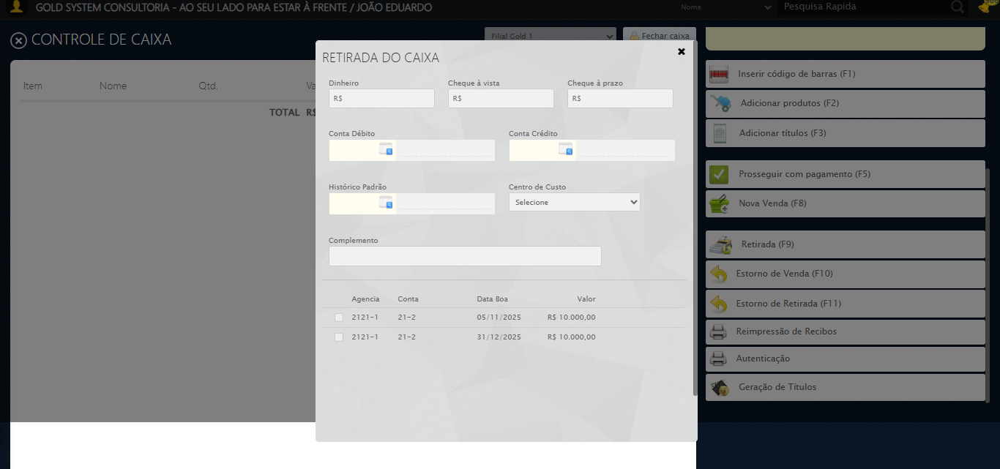 GOLD SYSTEM CONSULTORIA - AO SEU LADO PARA ESTAR À FRENTE / JOÃO EDUARDO
Nome
Pesquisa Rapida
CONTROLE DE CAIXA
Filial Gold 1
Fechar caixa
Item Nome Qtd.
TOTAL
RETIRADA DO CAIXA
Dinheiro Cheque à vista Cheque à prazo
R$ R$ R$
Conta Débito Conta Crédito
Histórico Padrão Centro de Custo
Selecione
Complemento
Agencia Conta Data Boa Valor
2121-1 21-2 05/11/2025 R$ 10.000,00
2121-1 21-2 31/12/2025 R$ 10.000,00
Inserir código de barras (F1)
Adicionar produtos (F2)
Adicionar títulos (F3)
Prosseguir com pagamento (F5)
Nova Venda (F8)
Retirada (F9)
Estorno de Venda (F10)
Estorno de Retirada (F11)
Reimpressão de Recibos
Autenticação
Geração de Títulos